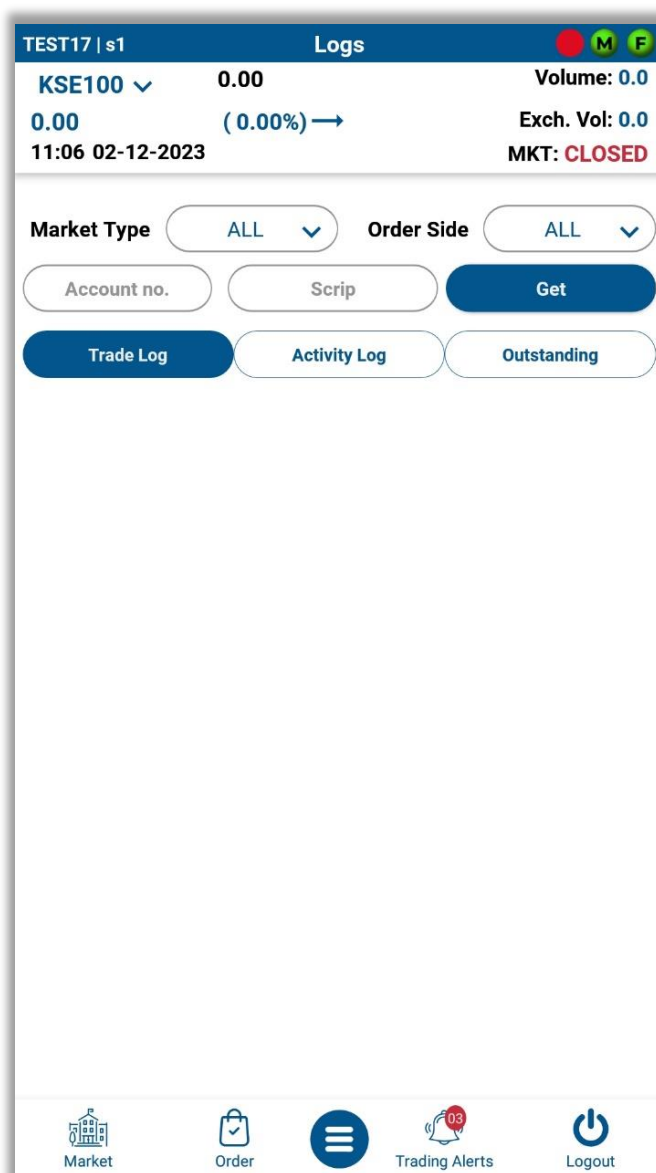 TEST17 | s1 Logs M F
KSE100 0.00 Volume: 0.0
0.00 ( 0.00%) Exch. Vol: 0.0
11:06 02-12-2023 MKT: CLOSED
Market Type ALL Order Side ALL
Account no. Scrip Get
Trade Log Activity Log Outstanding
03
Market Order Trading Alerts Logout